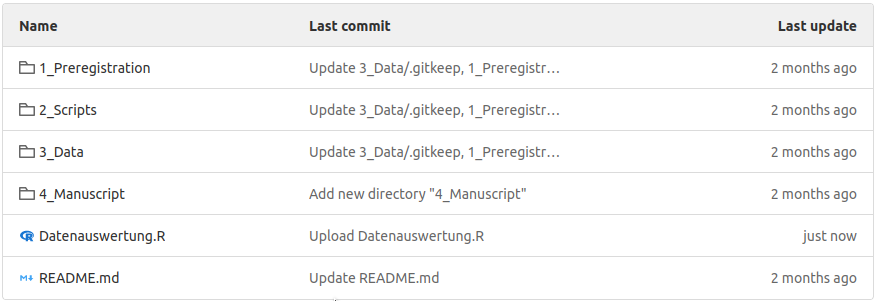 Name Last commit Last update
1_Preregistration Update 3_Data/.gitkeep, 1_Preregistr... 2 months ago
2_Scripts Update 3_Data/.gitkeep, 1_Preregistr... 2 months ago
3_Data Update 3_Data/.gitkeep, 1_Preregistr... 2 months ago
4_Manuscript Add new directory "4_Manuscript" 2 months ago
R Datenauswertung.R Upload Datenauswertung.R just now
M↓ README.md Update README.md 2 months ago